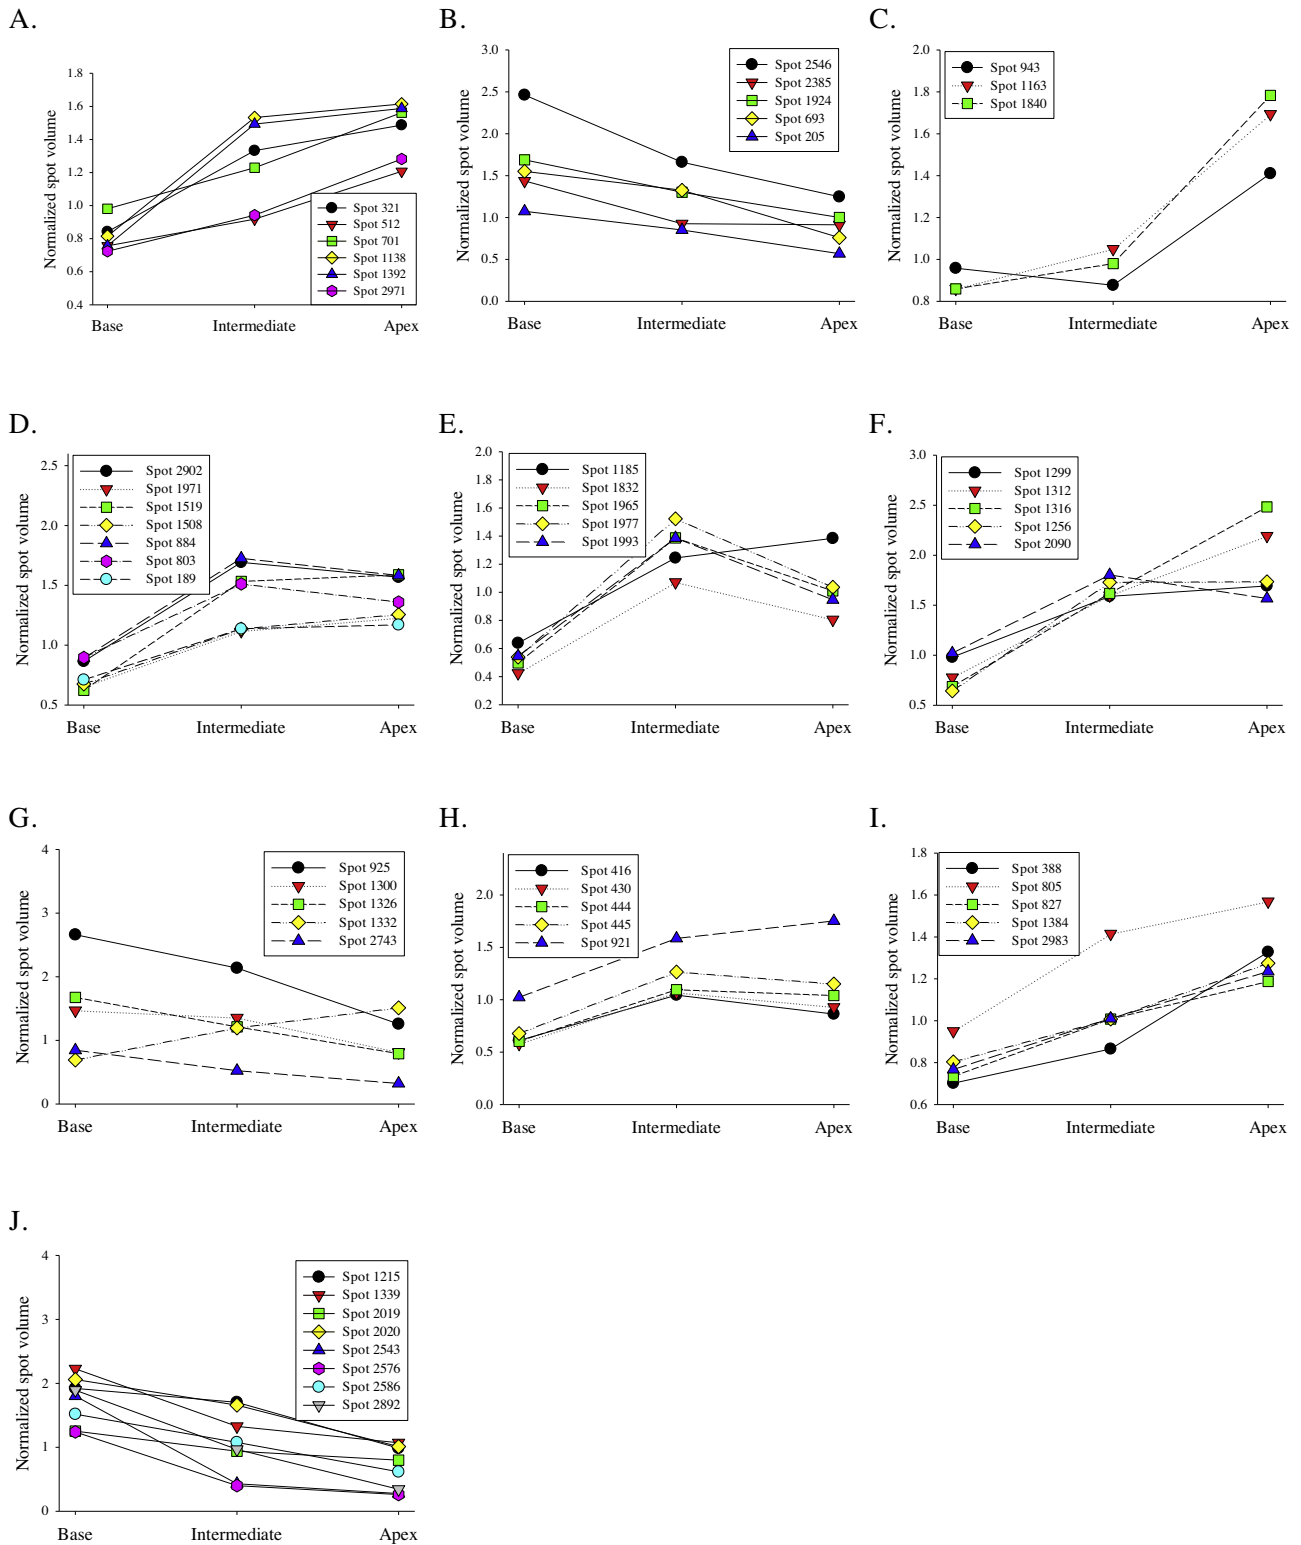 A.
Normalized spot volume
1.8
1.6
1.4
1.2
1.0
0.8
0.6
0.4
Spot 321
Spot 512
Spot 701
Spot 1138
Spot 1392
Spot 2971
Base Intermediate Apex
B.
Normalized spot volume
3.0
2.5
2.0
1.5
1.0
0.5
0.0
Spot 2546
Spot 2385
Spot 1924
Spot 693
Spot 205
Base Intermediate Apex
C.
Normalized spot volume
2.0
1.8
1.6
1.4
1.2
1.0
0.8
Spot 943
Spot 1163
Spot 1840
Base Intermediate Apex
D.
Normalized spot volume
2.5
2.0
1.5
1.0
0.5
Spot 2902
Spot 1971
Spot 1519
Spot 1508
Spot 884
Spot 803
Spot 189
Base Intermediate Apex
E.
Normalized spot volume
2.0
1.8
1.6
1.4
1.2
1.0
0.8
0.6
0.4
0.2
Spot 1185
Spot 1832
Spot 1965
Spot 1977
Spot 1993
Base Intermediate Apex
F.
Normalized spot volume
3.0
2.5
2.0
1.5
1.0
0.5
Spot 1299
Spot 1312
Spot 1316
Spot 1256
Spot 2090
Base Intermediate Apex
G.
Normalized spot volume
4
3
2
1
0
Spot 925
Spot 1300
Spot 1326
Spot 1332
Spot 2743
Base Intermediate Apex
H.
Normalized spot volume
2.0
1.5
1.0
0.5
0.0
Spot 416
Spot 430
Spot 444
Spot 445
Spot 921
Base Intermediate Apex
I.
Normalized spot volume
1.8
1.6
1.4
1.2
1.0
0.8
0.6
Spot 388
Spot 805
Spot 827
Spot 1384
Spot 2983
Base Intermediate Apex
J.
Normalized spot volume
4
3
2
1
0
Spot 1215
Spot 1339
Spot 2019
Spot 2020
Spot 2543
Spot 2576
Spot 2586
Spot 2892
Base Intermediate Apex